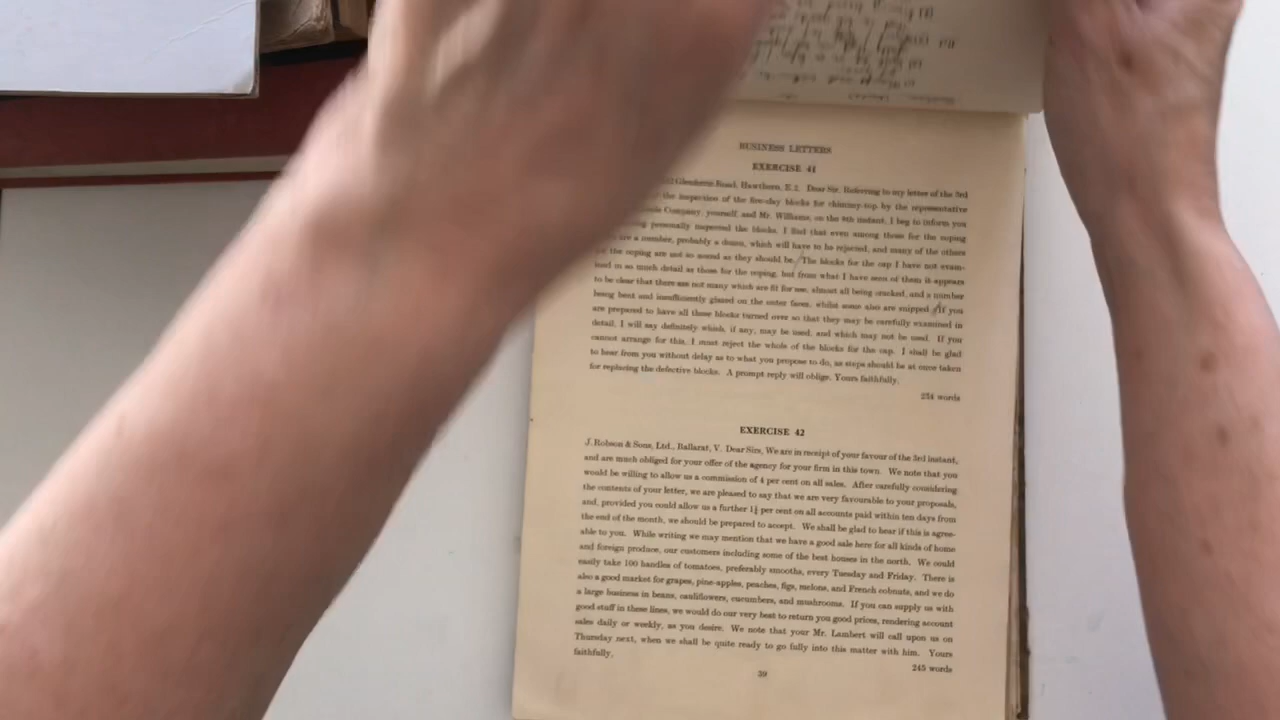 BUSINESS LETTERS
EXERCISE 41
Glenferrie Road, Hawthorn, E.2. Dear Sir, Referring to my letter of the 3rd
the inspection of the fire-clay blocks for chimney-top by the representative
Company, yourself, and Mr. Williams, on the 8th instant, I beg to inform you
personally inspected the blocks, I find that even among those for the coping
are a number, probably a dozen, which will have to be rejected, and many of the others
the coping are not so sound as they should be. The blocks for the cap I have not exam-
ined in so much detail as those for the coping, but from what I have seen of them it appears
to be clear that there are not many which are fit for use, almost all being cracked, and a number
being bent and insufficiently glazed on the outer faces, whilst some also are snipped. If you
are prepared to have all these blocks turned over so that they may be carefully examined in
detail, I will say definitely which, if any, may be used, and which may not be used. If you
cannot arrange for this, I must reject the whole of the blocks for the cap. I shall be glad
to hear from you without delay as to what you propose to do, as steps should be at once taken
for replacing the defective blocks. A prompt reply will oblige. Yours faithfully,
234 words
EXERCISE 42
J. Robson & Sons, Ltd., Ballarat, V. Dear Sirs, We are in receipt of your favour of the 3rd instant,
and are much obliged for your offer of the agency for your firm in this town. We note that you
would be willing to allow us a commission of 4 per cent on all sales. After carefully considering
the contents of your letter, we are pleased to say that we are very favourable to your proposals,
and, provided you could allow us a further 1½ per cent on all accounts paid within ten days from
the end of the month, we should be prepared to accept. We shall be glad to hear if this is agree-
able to you. While writing we may mention that we have a good sale here for all kinds of home
and foreign produce, our customers including some of the best houses in the north. We could
easily take 100 handles of tomatoes, preferably smooths, every Tuesday and Friday. There is
also a good market for grapes, pine-apples, peaches, figs, melons, and French cobnuts, and we do
a large business in beans, cauliflowers, cucumbers, and mushrooms. If you can supply us with
good stuff in these lines, we would do our very best to return you good prices, rendering account
sales daily or weekly, as you desire. We note that your Mr. Lambert will call upon us on
Thursday next, when we shall be quite ready to go fully into this matter with him. Yours
faithfully,
245 words
39